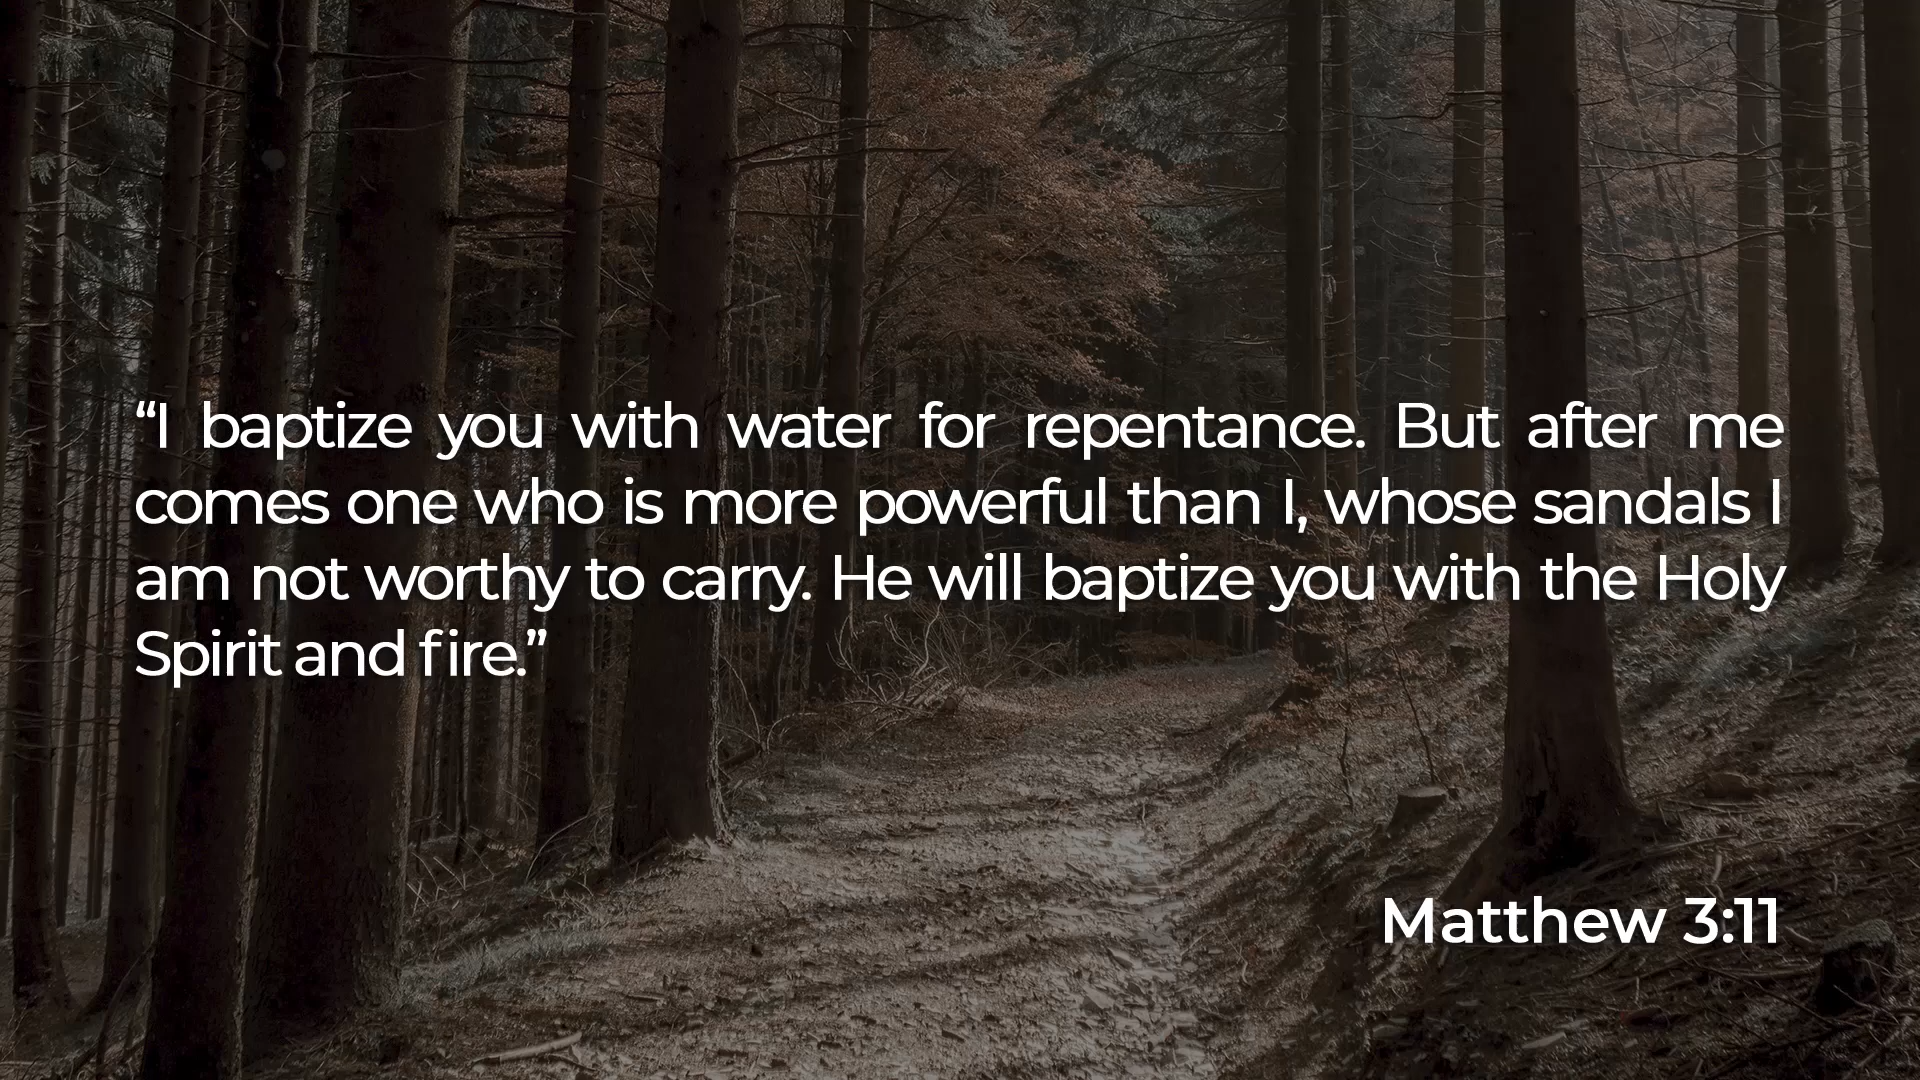 “I baptize you with water for repentance. But after me
comes one who is more powerful than I, whose sandals I
am not worthy to carry. He will baptize you with the Holy
Spirit and fire.”
Matthew 3:11